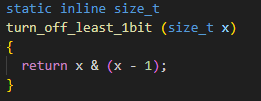 static inline size_t
turn_off_least_1bit (size_t x)
{
  return x & (x - 1);
}